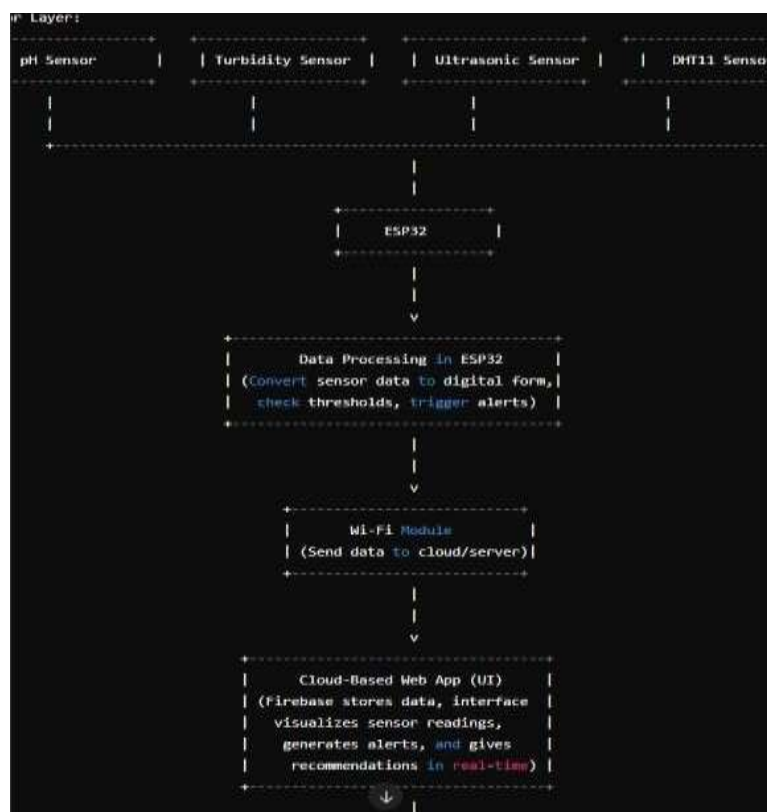 r Layer:
pH Sensor | | Turbidity Sensor | | Ultrasonic Sensor | | DHT11 Senso
ESP32
Data Processing in ESP32
(Convert sensor data to digital form,
check thresholds, trigger alerts)
Wi-Fi Module
(Send data to cloud/server)
Cloud-Based Web App (UI)
(Firebase stores data, interface
visualizes sensor readings,
generates alerts, and gives
recommendations in real-time)